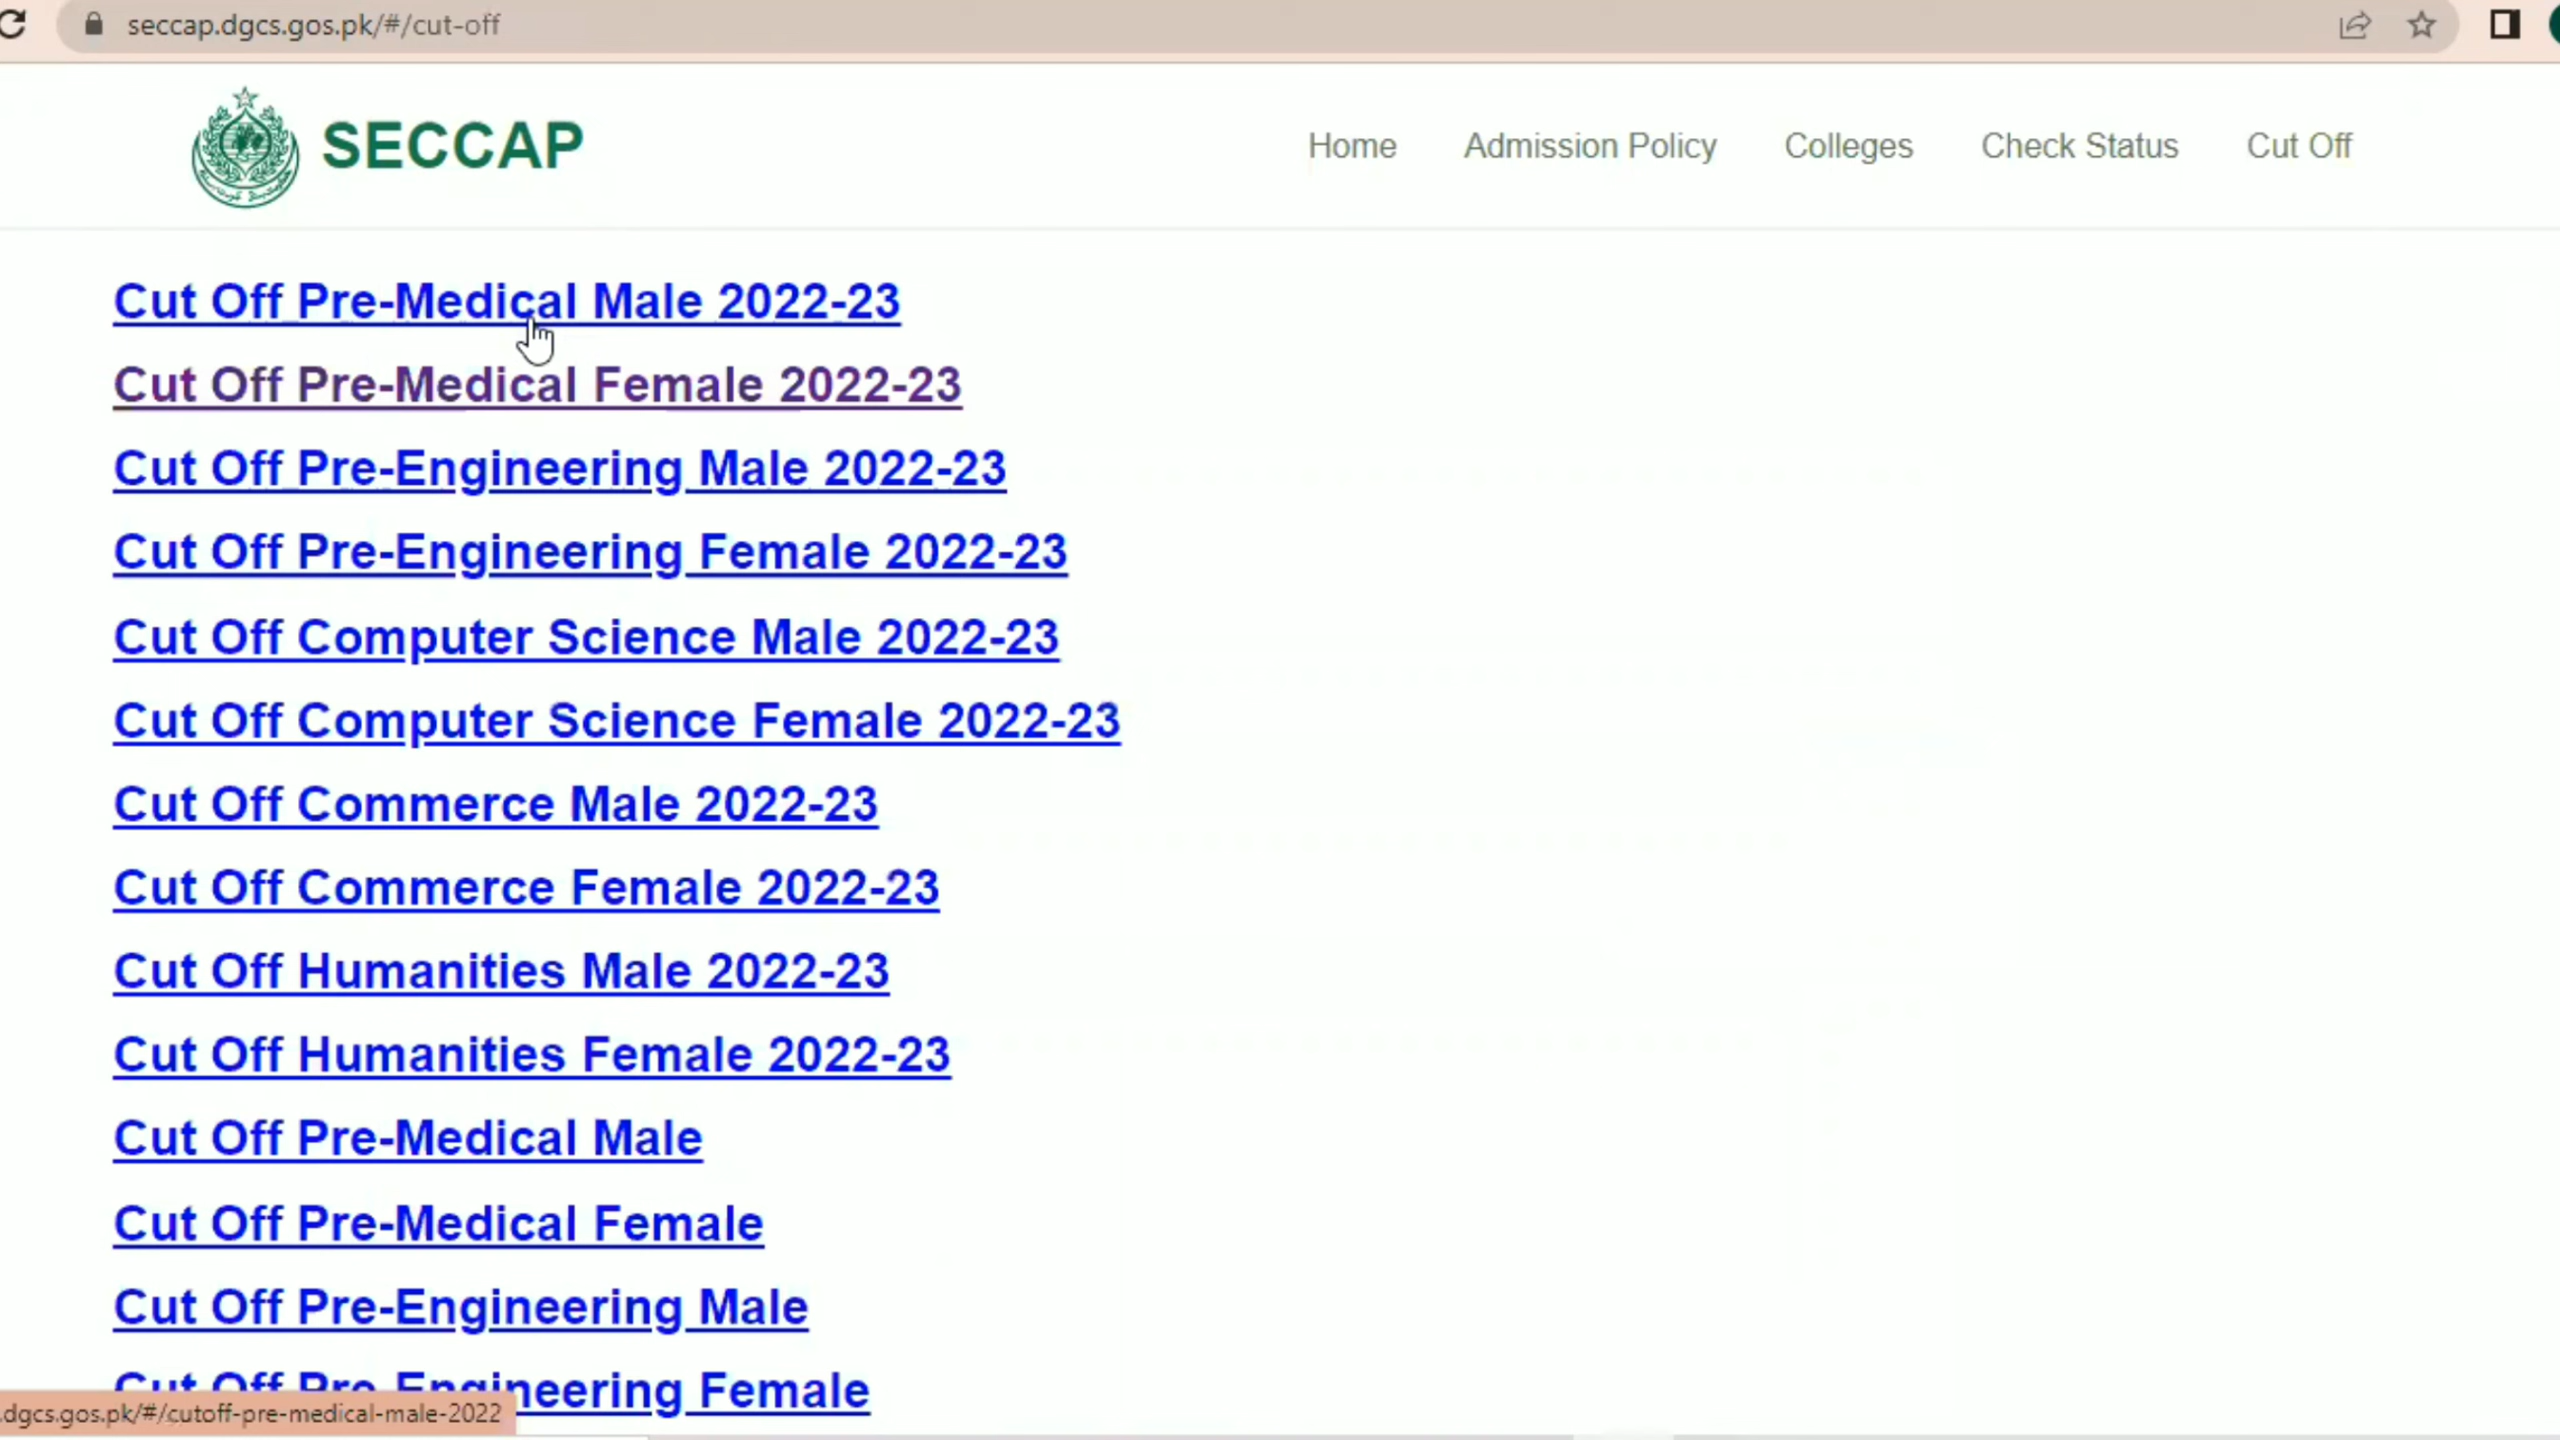 seccap.dgcs.gos.pk/#/cut-off
SECCAP
Home Admission Policy Colleges Check Status Cut Off
Cut Off Pre-Medical Male 2022-23
Cut Off Pre-Medical Female 2022-23
Cut Off Pre-Engineering Male 2022-23
Cut Off Pre-Engineering Female 2022-23
Cut Off Computer Science Male 2022-23
Cut Off Computer Science Female 2022-23
Cut Off Commerce Male 2022-23
Cut Off Commerce Female 2022-23
Cut Off Humanities Male 2022-23
Cut Off Humanities Female 2022-23
Cut Off Pre-Medical Male
Cut Off Pre-Medical Female
Cut Off Pre-Engineering Male
Cut Off Pre-Engineering Female
.dgcs.gos.pk/#/cutoff-pre-medical-male-2022